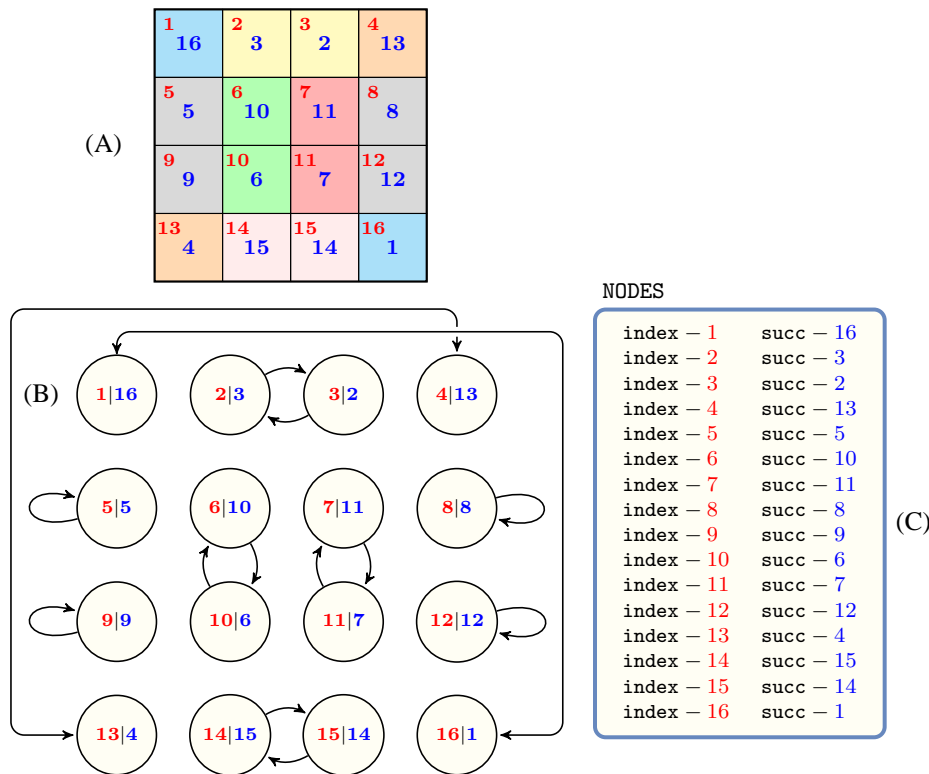 1 2 3 4
16 3 2 13
5 6 7 8
5 10 11 8
(A)
9 10 11 12
9 6 7 12
13 14 15 16
4 15 14 1
NODES
(B)
1|16 2|3 3|2 4|13
5|5 6|10 7|11 8|8
9|9 10|6 11|7 12|12
13|4 14|15 15|14 16|1
index – 1 succ – 16
index – 2 succ – 3
index – 3 succ – 2
index – 4 succ – 13
index – 5 succ – 5
index – 6 succ – 10
index – 7 succ – 11
index – 8 succ – 8
index – 9 succ – 9
index – 10 succ – 6
index – 11 succ – 7
index – 12 succ – 12
index – 13 succ – 4
index – 14 succ – 15
index – 15 succ – 14
index – 16 succ – 1
(C)